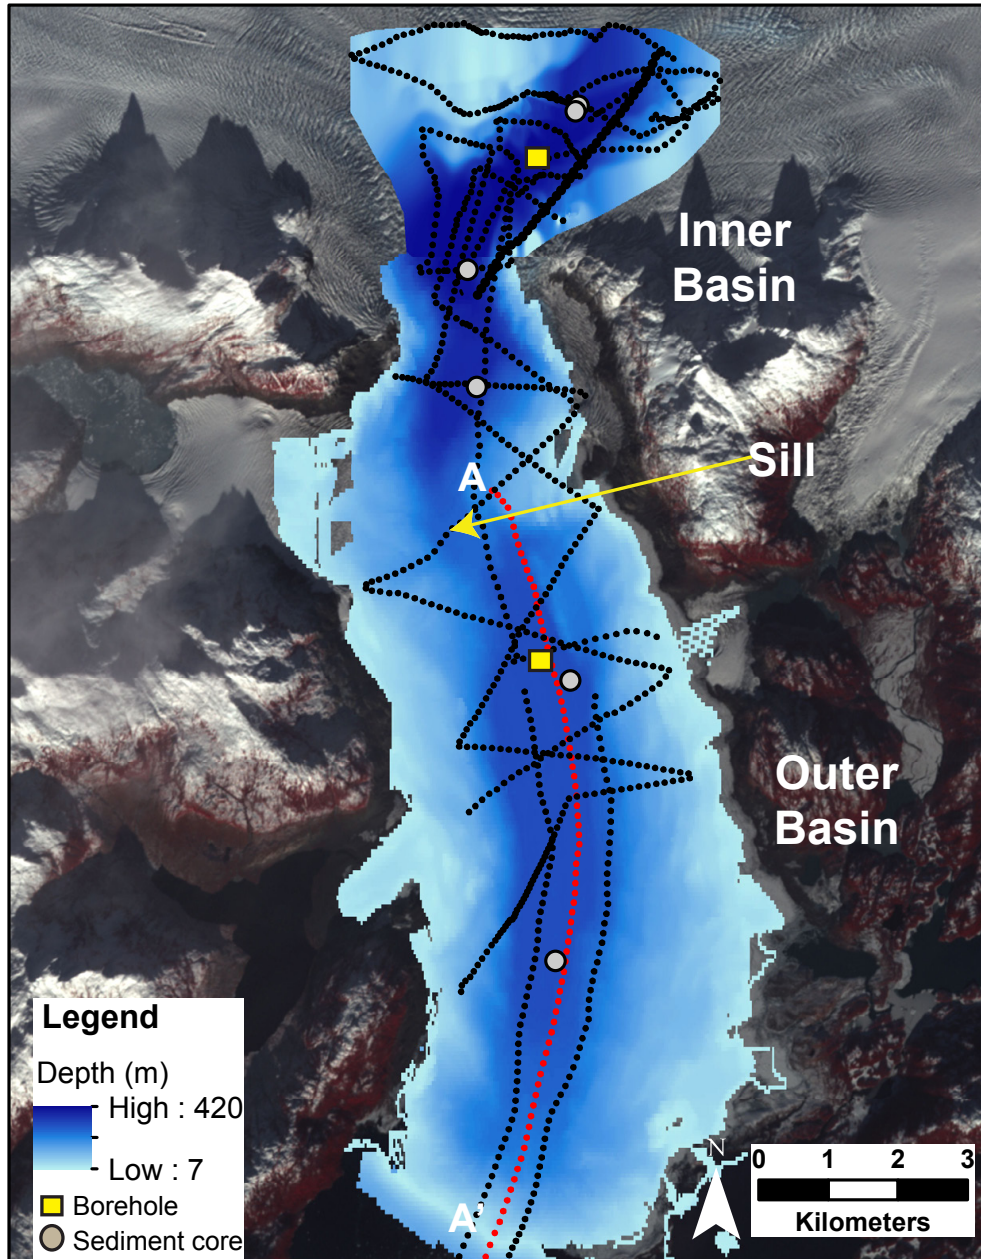 Inner
Basin
Sill
A
Outer
Basin
Legend
Depth (m)
High : 420
Low : 7
Borehole
Sediment core
A'
N
0 1 2 3
Kilometers